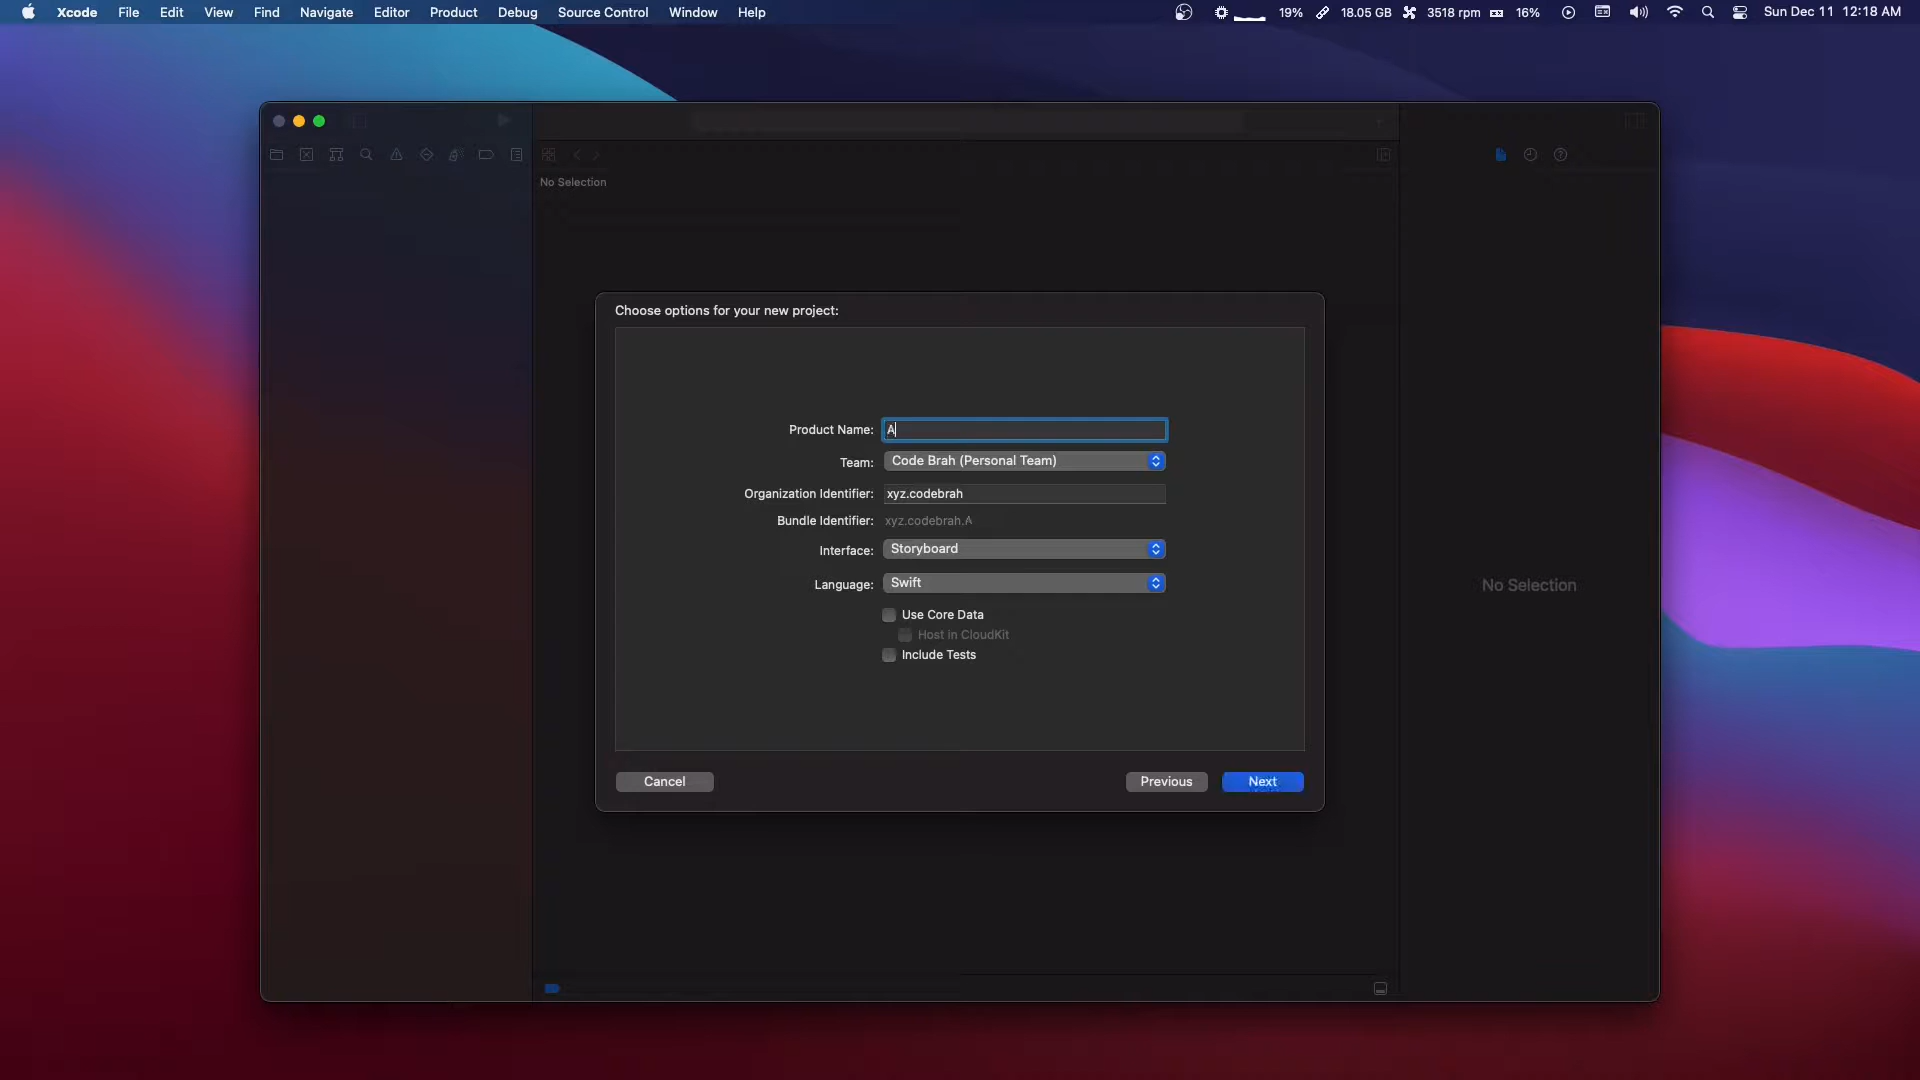 Xcode File Edit View Find Navigate Editor Product Debug Source Control Window Help 19% 18.05 GB 3518 rpm 16% Sun Dec 11 12:18 AM
No Selection
Choose options for your new project:
Product Name: A
Team: Code Brah (Personal Team)
Organization Identifier: xyz.codebrah
Bundle Identifier: xyz.codebrah.A
Interface: Storyboard
Language: Swift
No Selection
Use Core Data
Host in CloudKit
Include Tests
Cancel Previous Next